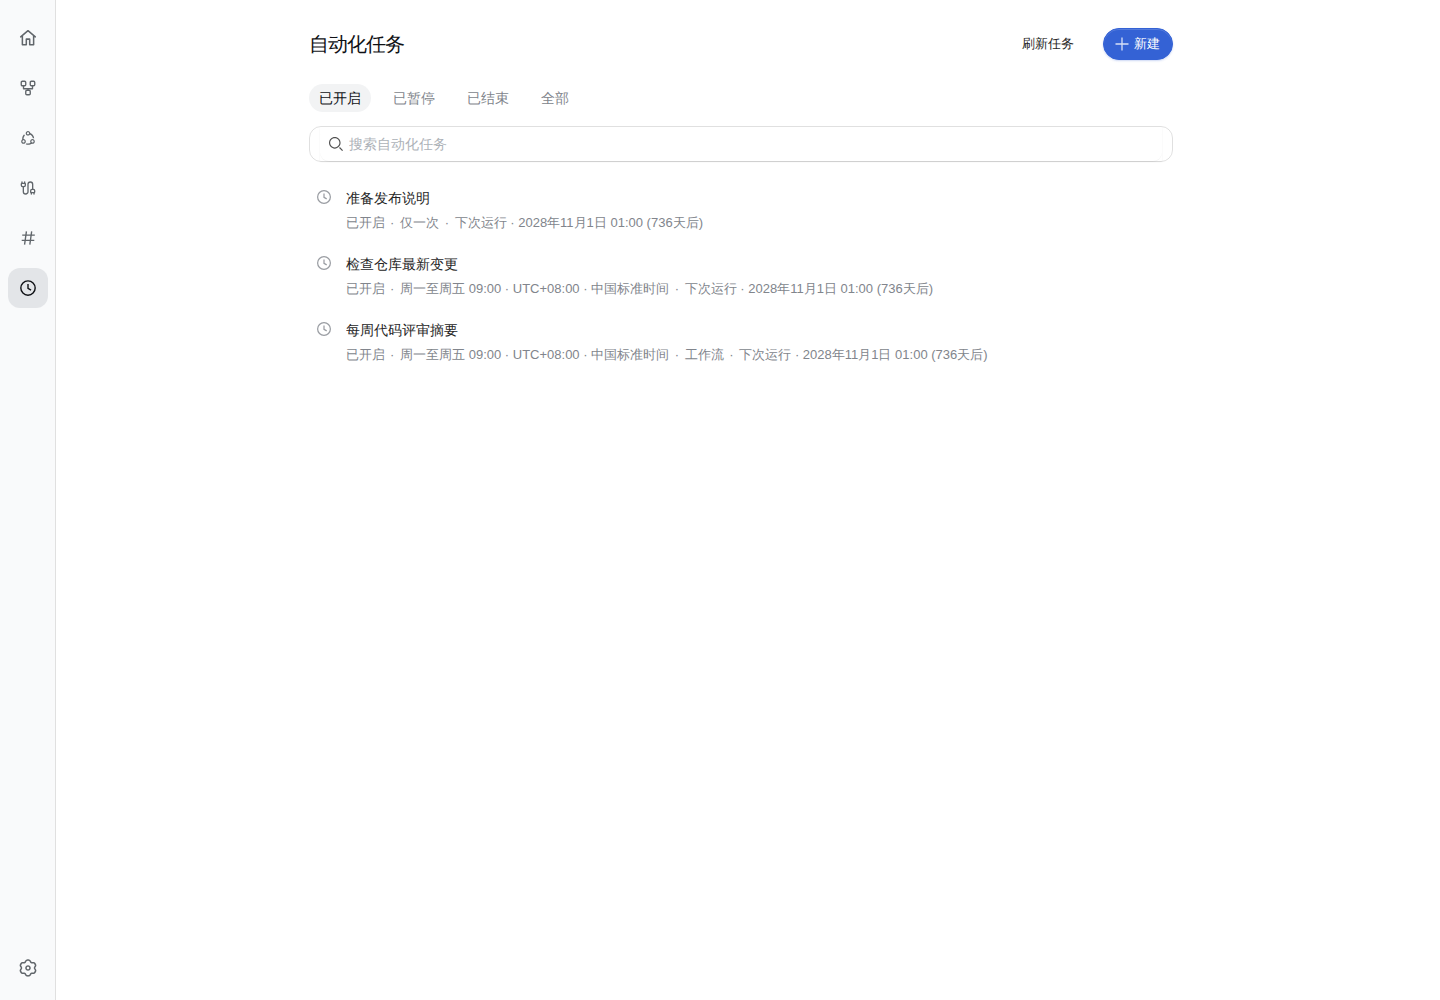 自动化任务
刷新任务
新建
已开启
已暂停
已结束
全部
搜索自动化任务
准备发布说明
已开启 · 仅一次 · 下次运行 · 2028年11月1日 01:00 (736天后)
检查仓库最新变更
已开启 · 周一至周五 09:00 · UTC+08:00 · 中国标准时间 · 下次运行 · 2028年11月1日 01:00 (736天后)
每周代码评审摘要
已开启 · 周一至周五 09:00 · UTC+08:00 · 中国标准时间 · 工作流 · 下次运行 · 2028年11月1日 01:00 (736天后)